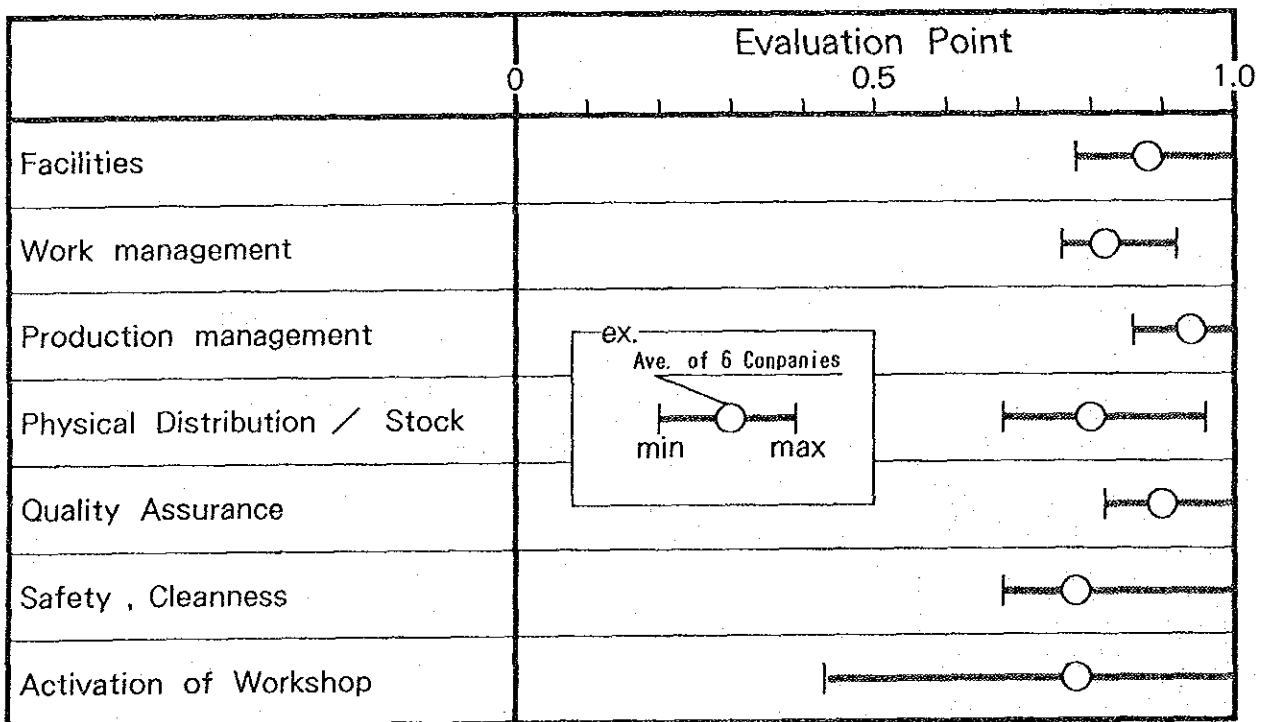 Evaluation Point
0 0.5 1.0
Facilities
Work management
Production management
ex.
Ave. of 6 Conpanies
min max
Physical Distribution / Stock
Quality Assurance
Safety , Cleanness
Activation of Workshop